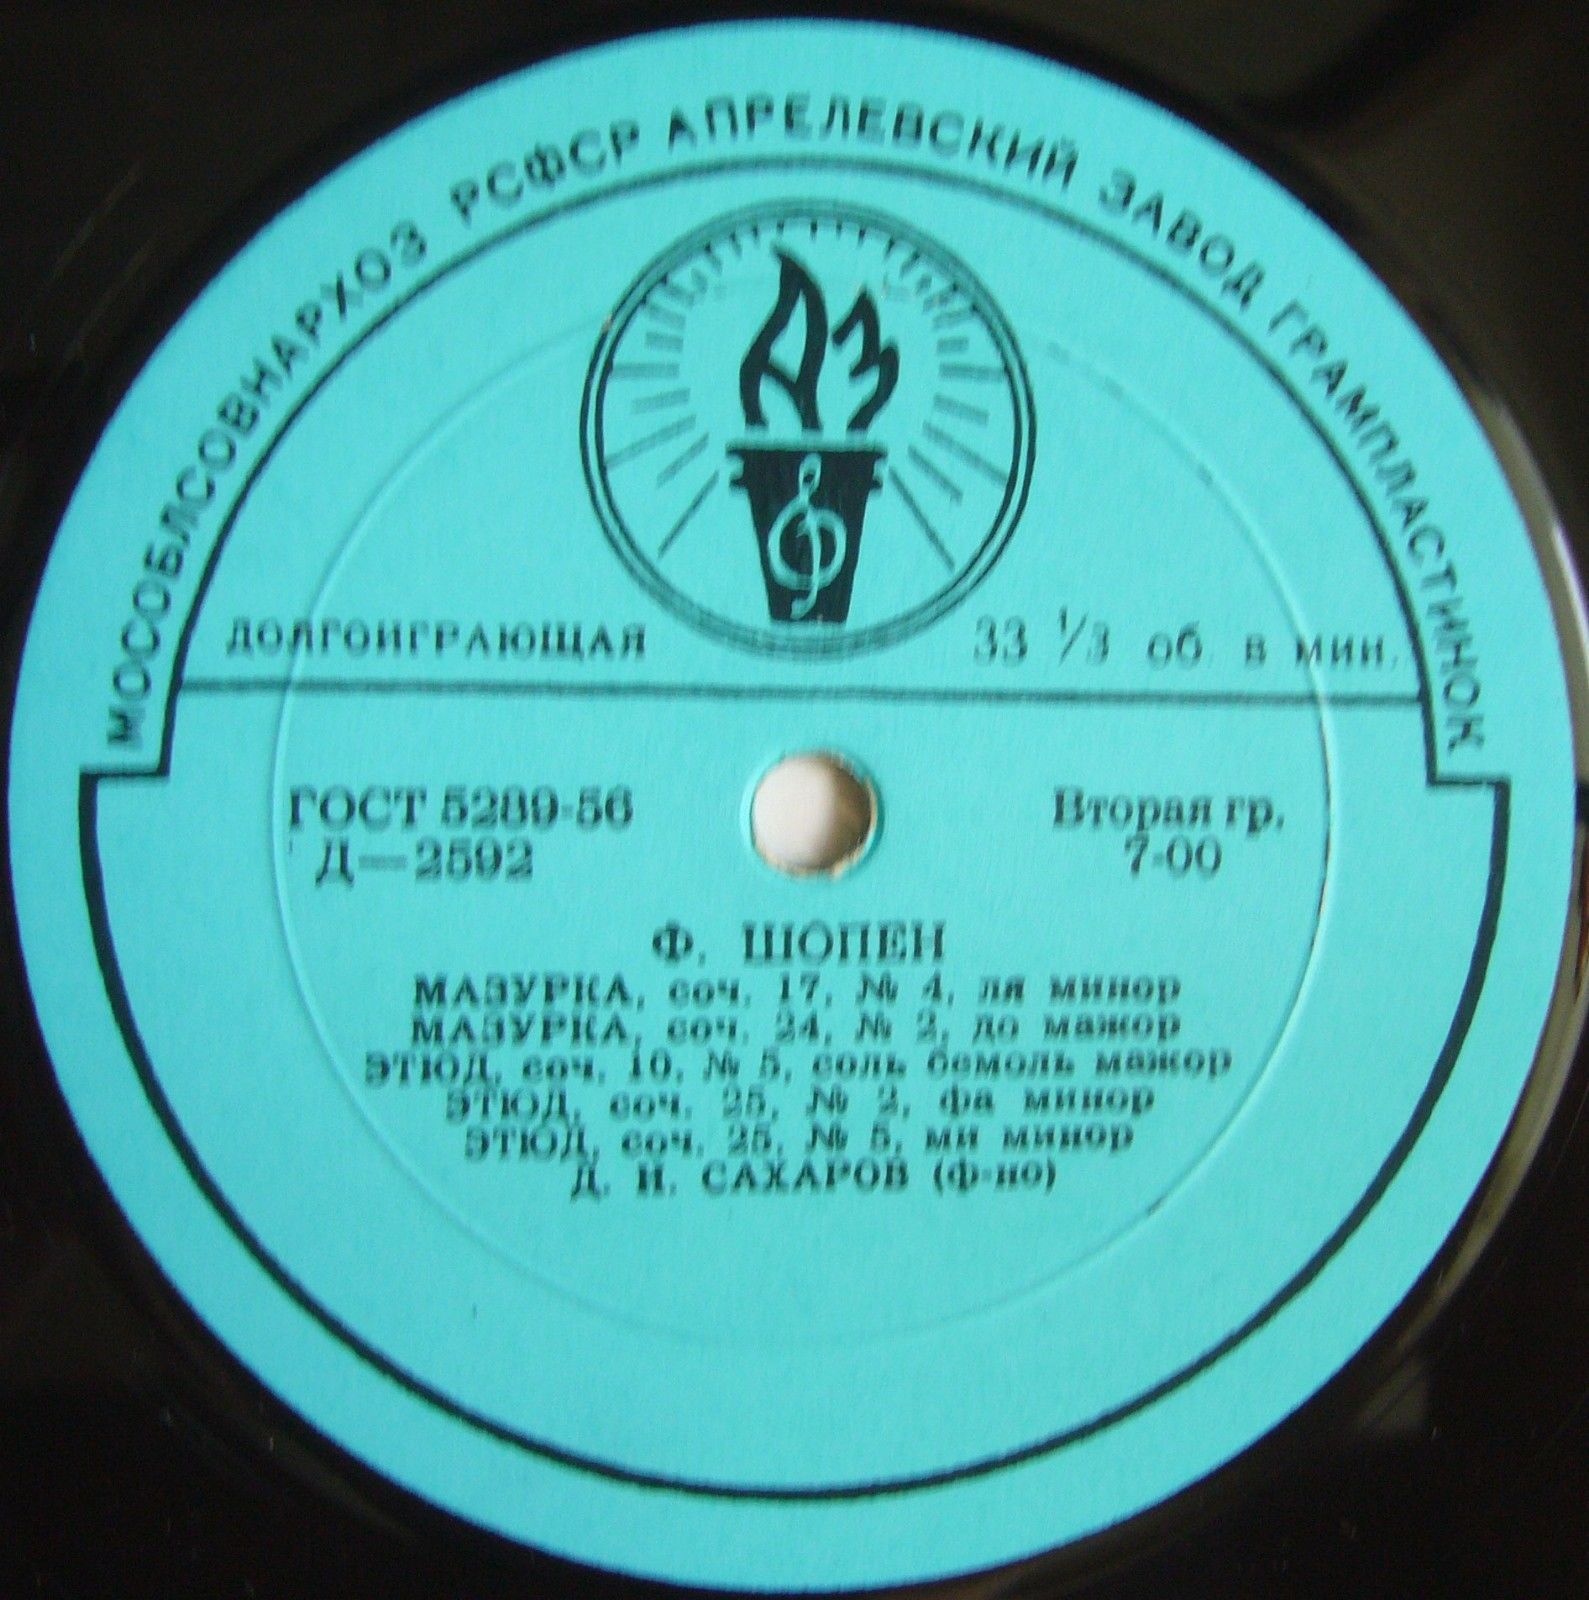 МОСОБЛСОВНАРХОЗ РСФСР АПРЕЛЕВСКИЙ ЗАВОД ГРАМПЛАСТИНОК
АЗ
ДОЛГОИГРАЮЩАЯ 33 1/3 об. в мин.
ГОСТ 5289-56 Вторая гр.
Д—2592 7-00
Ф. ШОПЕН
МАЗУРКА, соч. 17, № 4, ля минор
МАЗУРКА, соч. 24, № 2, до мажор
ЭТЮД, соч. 10, № 5, соль бемоль мажор
ЭТЮД, соч. 25, № 2, фа минор
ЭТЮД, соч. 25, № 5, ми минор
Д. Н. САХАРОВ (ф-но)